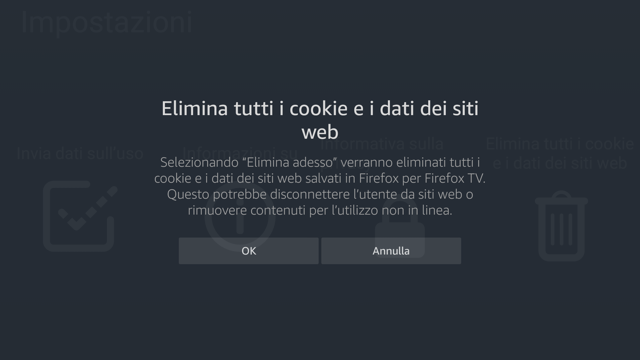 Impostazioni
Elimina tutti i cookie e i dati dei siti
web
Invia dati sull'uso
Informazioni su
Informativa sulla
Elimina tutti i cookie
e i dati dei siti web
Selezionando “Elimina adesso” verranno eliminati tutti i
cookie e i dati dei siti web salvati in Firefox per Firefox TV.
Questo potrebbe disconnettere l’utente da siti web o
rimuovere contenuti per l’utilizzo non in linea.
OK
Annulla